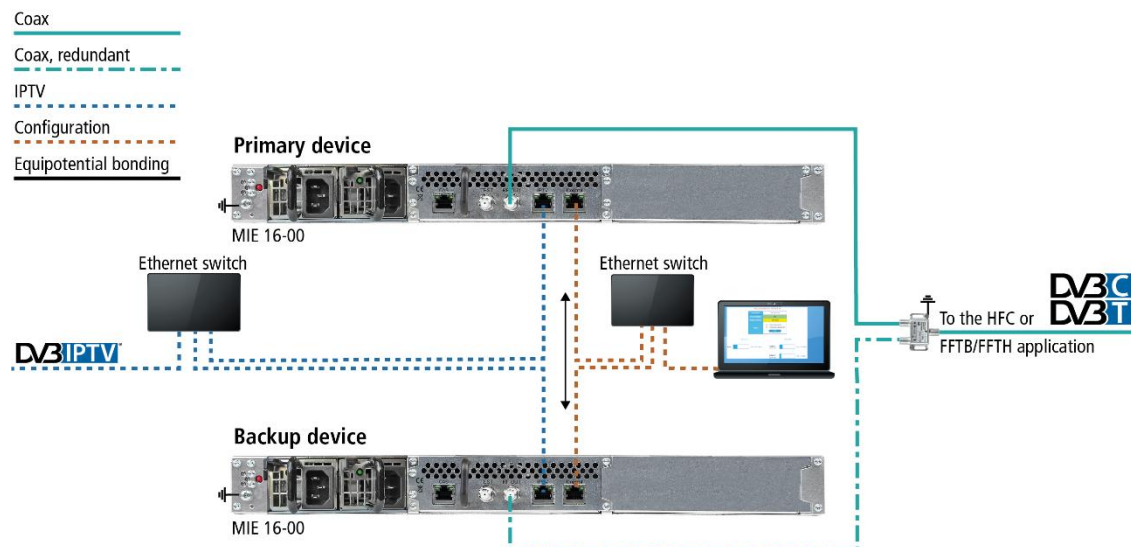 Coax
Coax, redundant
IPTV
Configuration
Equipotential bonding
Primary device
MIE 16-00
Ethernet switch
Ethernet switch
DVB IPTV
DVB C
DVB T
To the HFC or
FFTB/FFTH application
Backup device
MIE 16-00